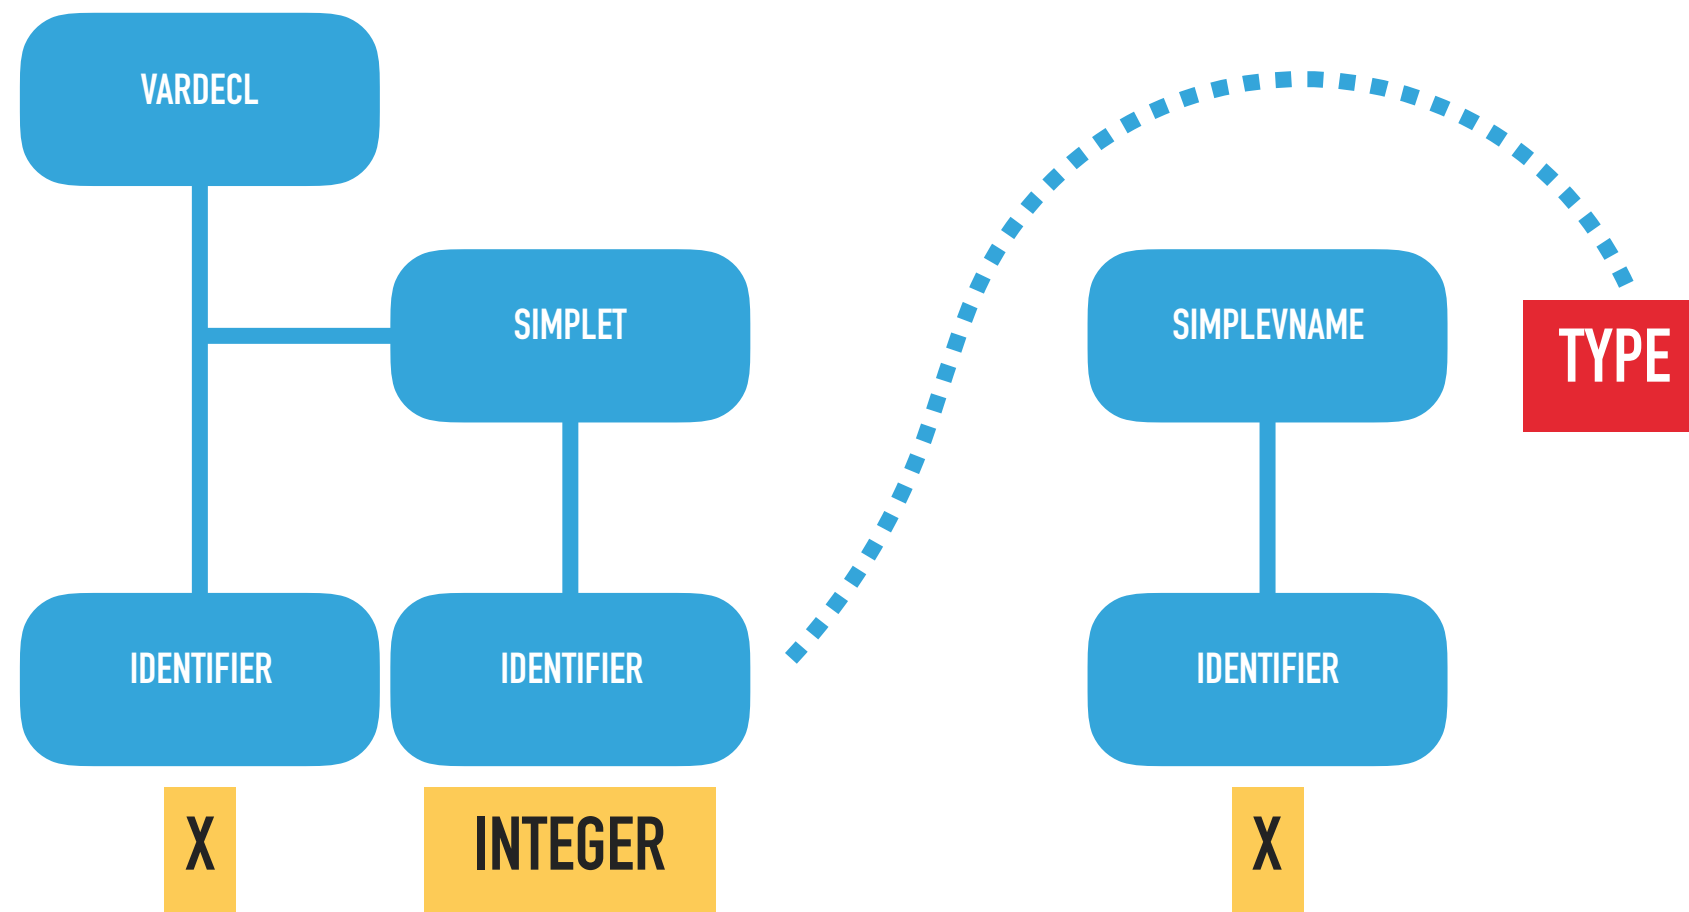 VARDECL
SIMPLET
SIMPLEVNAME
TYPE
IDENTIFIER
IDENTIFIER
IDENTIFIER
X
INTEGER
X